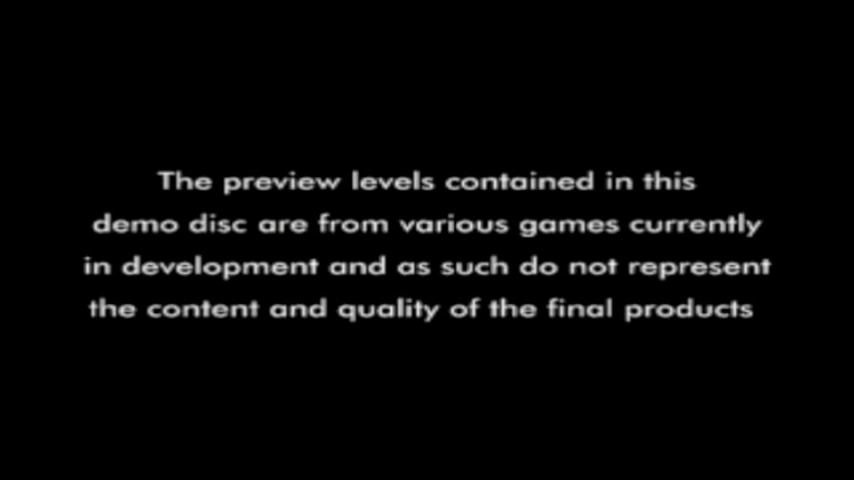 The preview levels contained in this
demo disc are from various games currently
in development and as such do not represent
the content and quality of the final products